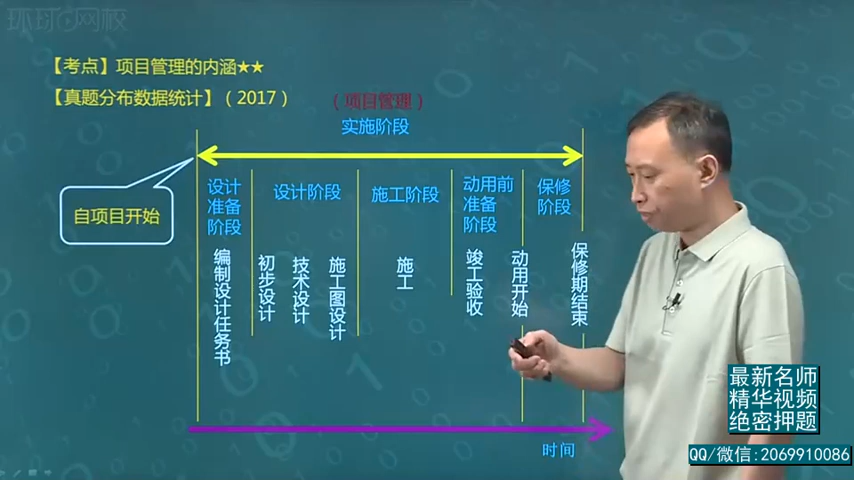 环球网校
【考点】项目管理的内涵★★
【真题分布数据统计】（2017）
（项目管理）
实施阶段
自项目开始
设计
准备
阶段
设计阶段
施工阶段
动用前
准备
阶段
保修
阶段
编制设计任务书
初步设计
技术设计
施工图设计
施工
竣工验收
动用开始
保修期结束
时间
最新名师
精华视频
绝密押题
QQ/微信:2069910086